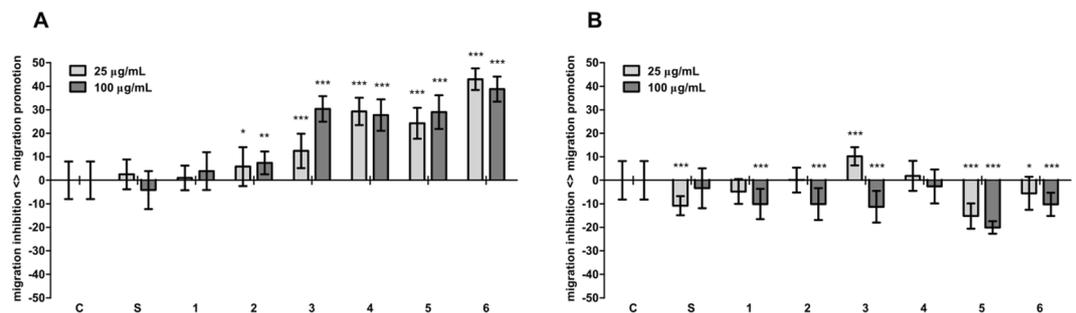 A
migration inhibition <> migration promotion
50
40
30
20
10
0
-10
-20
-30
-40
-50
25 µg/mL
100 µg/mL
* ** *** *** *** *** *** *** *** ***
C S 1 2 3 4 5 6
B
migration inhibition <> migration promotion
50
40
30
20
10
0
-10
-20
-30
-40
-50
25 µg/mL
100 µg/mL
*** *** *** *** *** *** *** * ***
C S 1 2 3 4 5 6